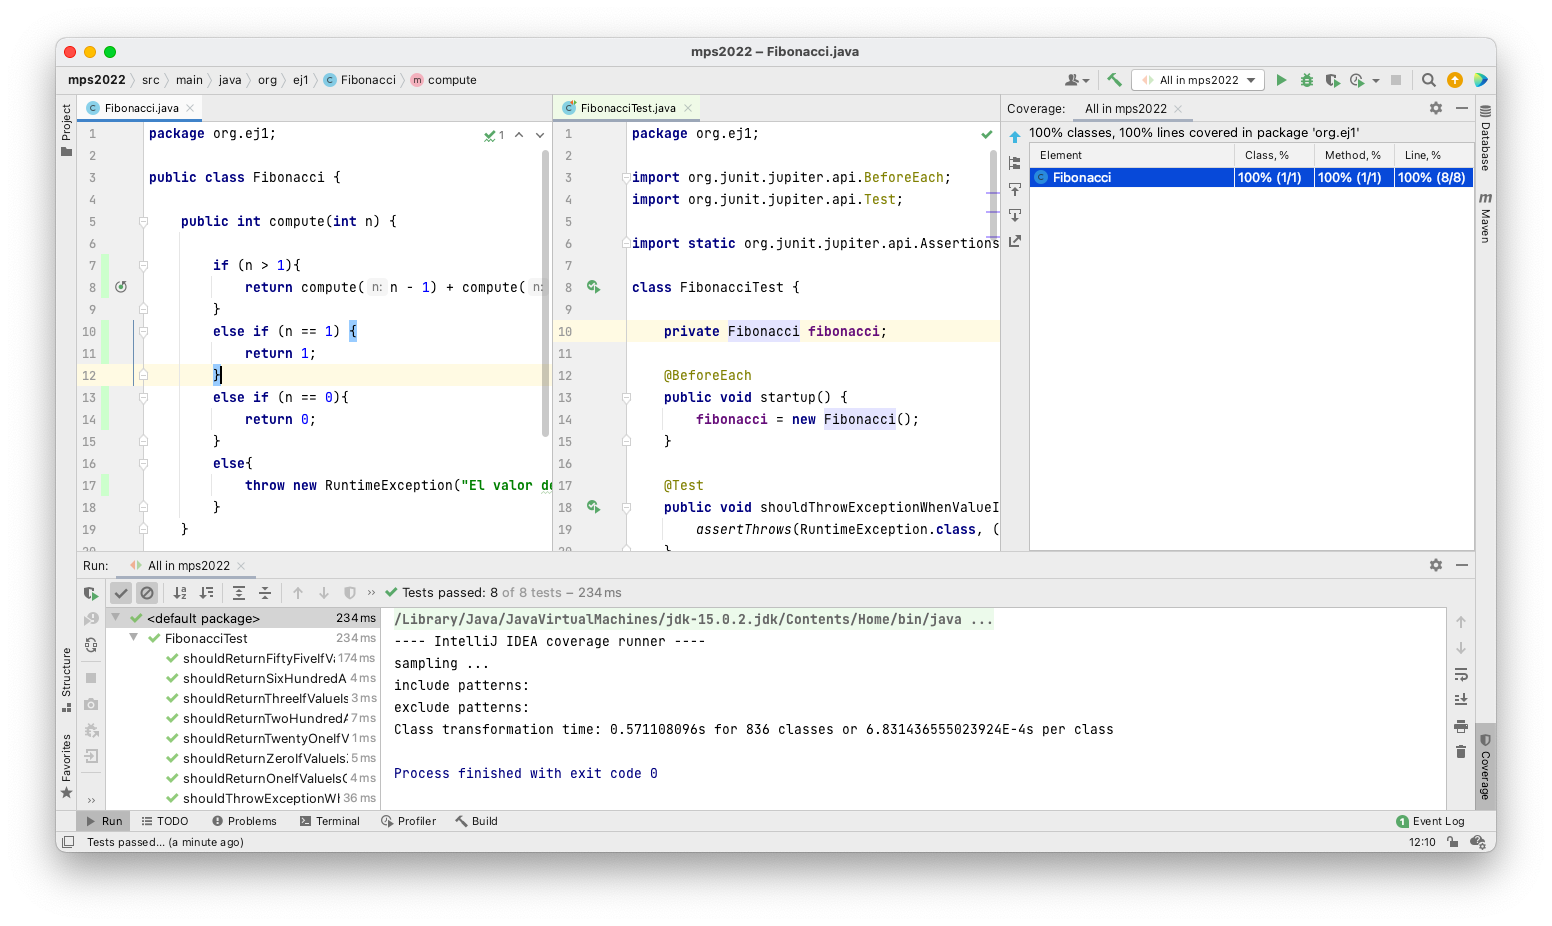 mps2022 – Fibonacci.java
mps2022 src main java org ej1 Fibonacci compute
All in mps2022
Project
Fibonacci.java
1 package org.ej1;
2
3 public class Fibonacci {
4
5 public int compute(int n) {
6
7 if (n > 1){
8 return compute( n: n - 1) + compute( n:
9 }
10 else if (n == 1) {
11 return 1;
12 }
13 else if (n == 0){
14 return 0;
15 }
16 else{
17 throw new RuntimeException("El valor de
18 }
19 }
20
1
FibonacciTest.java
1 package org.ej1;
2
3 import org.junit.jupiter.api.BeforeEach;
4 import org.junit.jupiter.api.Test;
5
6 import static org.junit.jupiter.api.Assertions
7
8 class FibonacciTest {
9
10 private Fibonacci fibonacci;
11
12 @BeforeEach
13 public void startup() {
14 fibonacci = new Fibonacci();
15 }
16
17 @Test
18 public void shouldThrowExceptionWhenValueI
19 assertThrows(RuntimeException.class, (
20 }
Coverage: All in mps2022
100% classes, 100% lines covered in package 'org.ej1'
Element Class, % Method, % Line, %
Fibonacci 100% (1/1) 100% (1/1) 100% (8/8)
Database
Maven
Coverage
Structure
Favorites
Run: All in mps2022
Tests passed: 8 of 8 tests – 234 ms
<default package> 234 ms
FibonacciTest 234 ms
shouldReturnFiftyFiveIfVa 174 ms
shouldReturnSixHundredA 4 ms
shouldReturnThreeIfValueIs 3 ms
shouldReturnTwoHundredA 7 ms
shouldReturnTwentyOneIfV 1 ms
shouldReturnZeroIfValueIsZ 5 ms
shouldReturnOneIfValueIsO 4 ms
shouldThrowExceptionWh 36 ms
/Library/Java/JavaVirtualMachines/jdk-15.0.2.jdk/Contents/Home/bin/java ...
---- IntelliJ IDEA coverage runner ----
sampling ...
include patterns:
exclude patterns:
Class transformation time: 0.571108096s for 836 classes or 6.831436555023924E-4s per class
Process finished with exit code 0
Run TODO Problems Terminal Profiler Build 1 Event Log
Tests passed... (a minute ago) 12:10